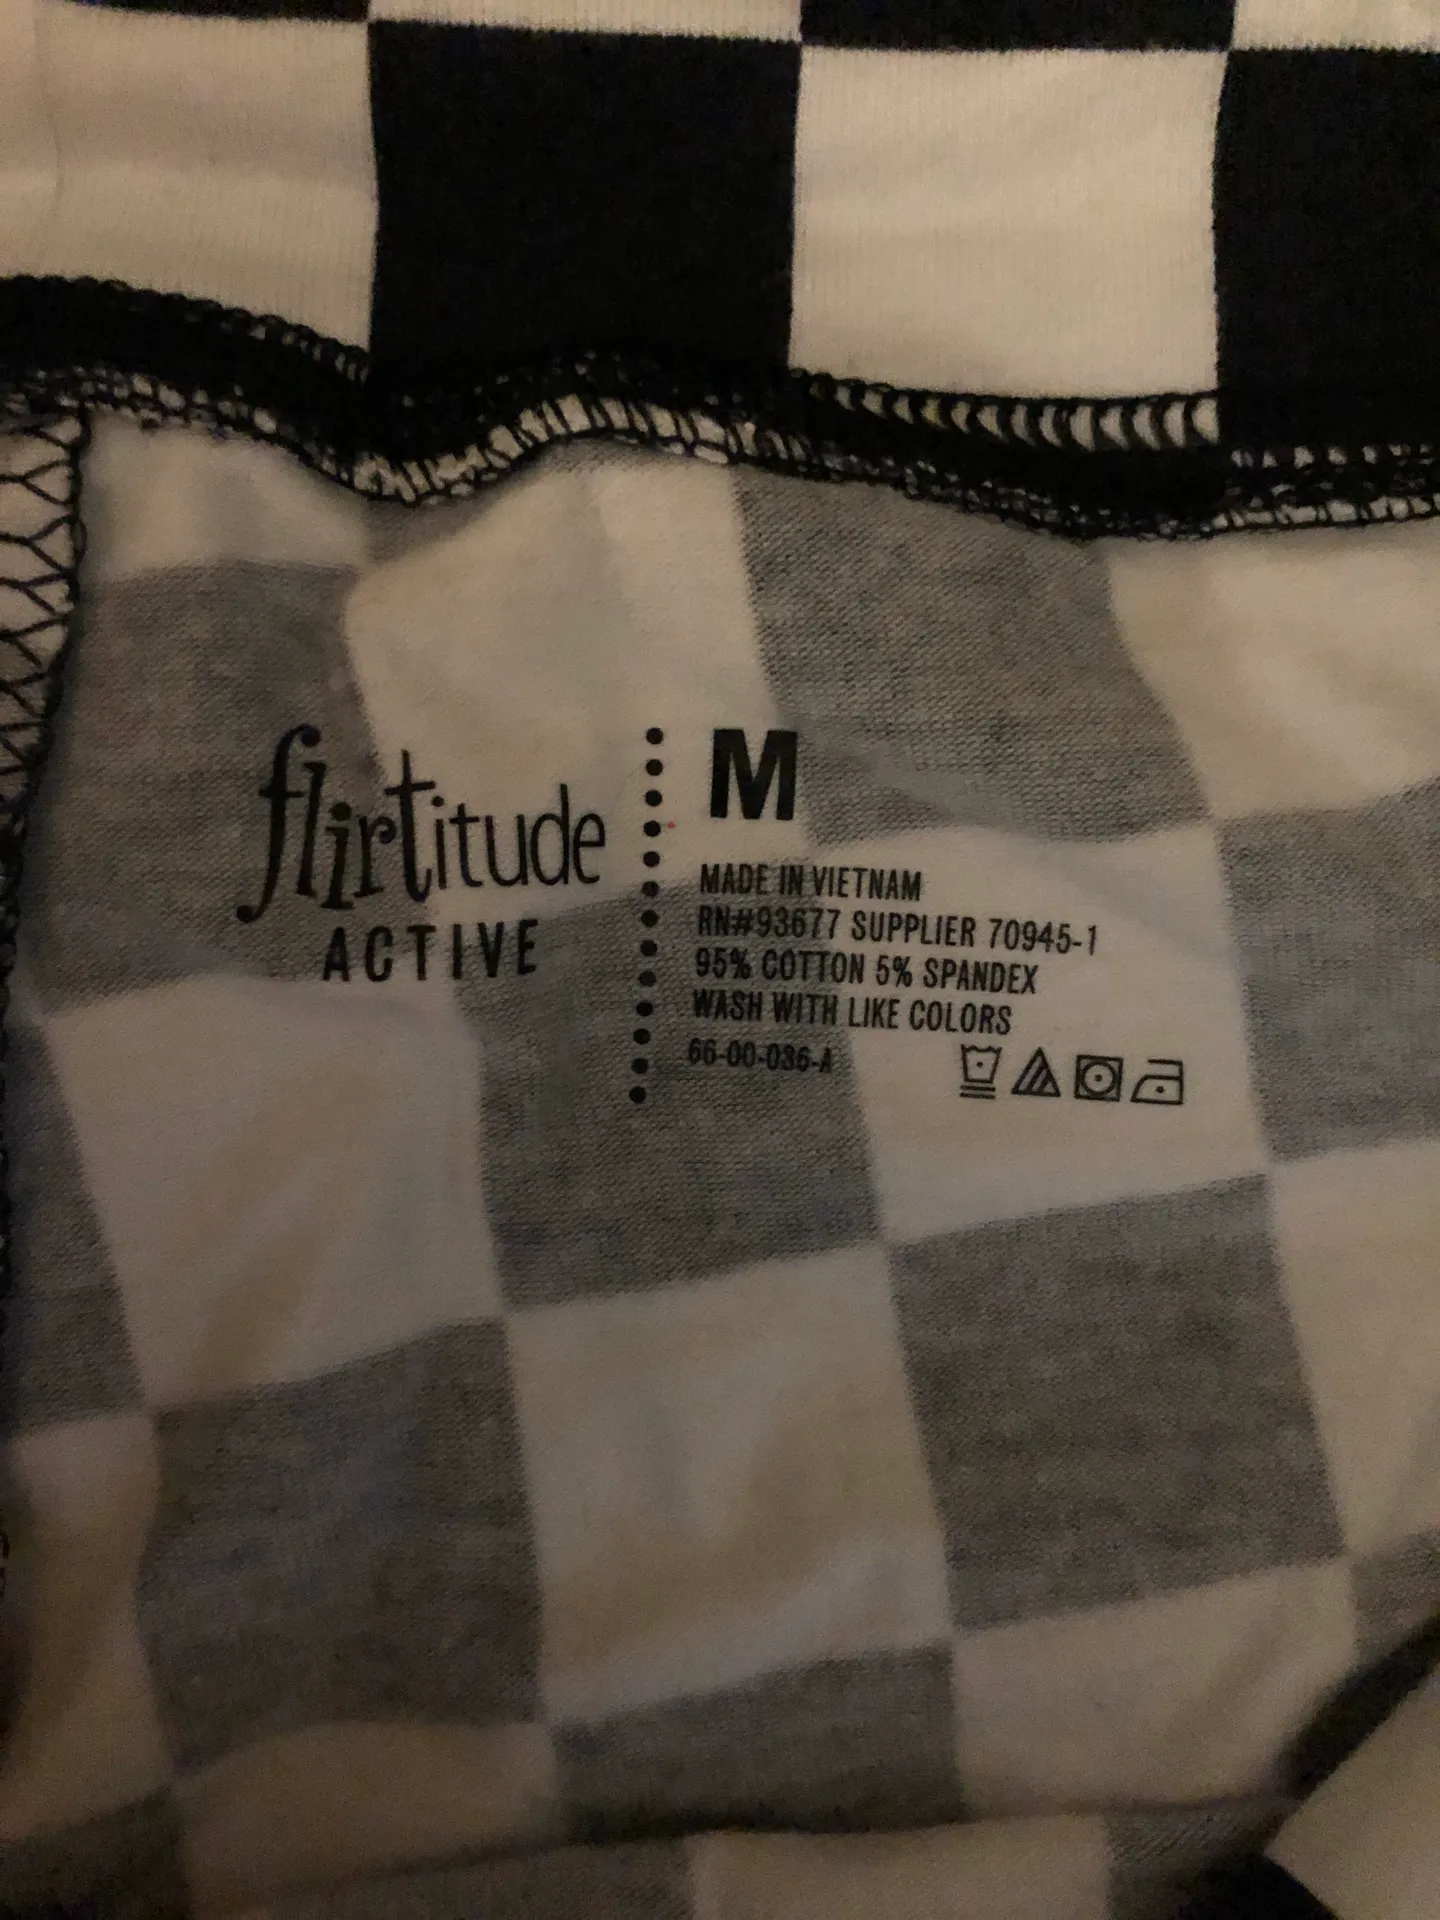 flirtitude
ACTIVE
M
MADE IN VIETNAM
RN#93677 SUPPLIER 70945-1
95% COTTON 5% SPANDEX
WASH WITH LIKE COLORS
66-00-036-A